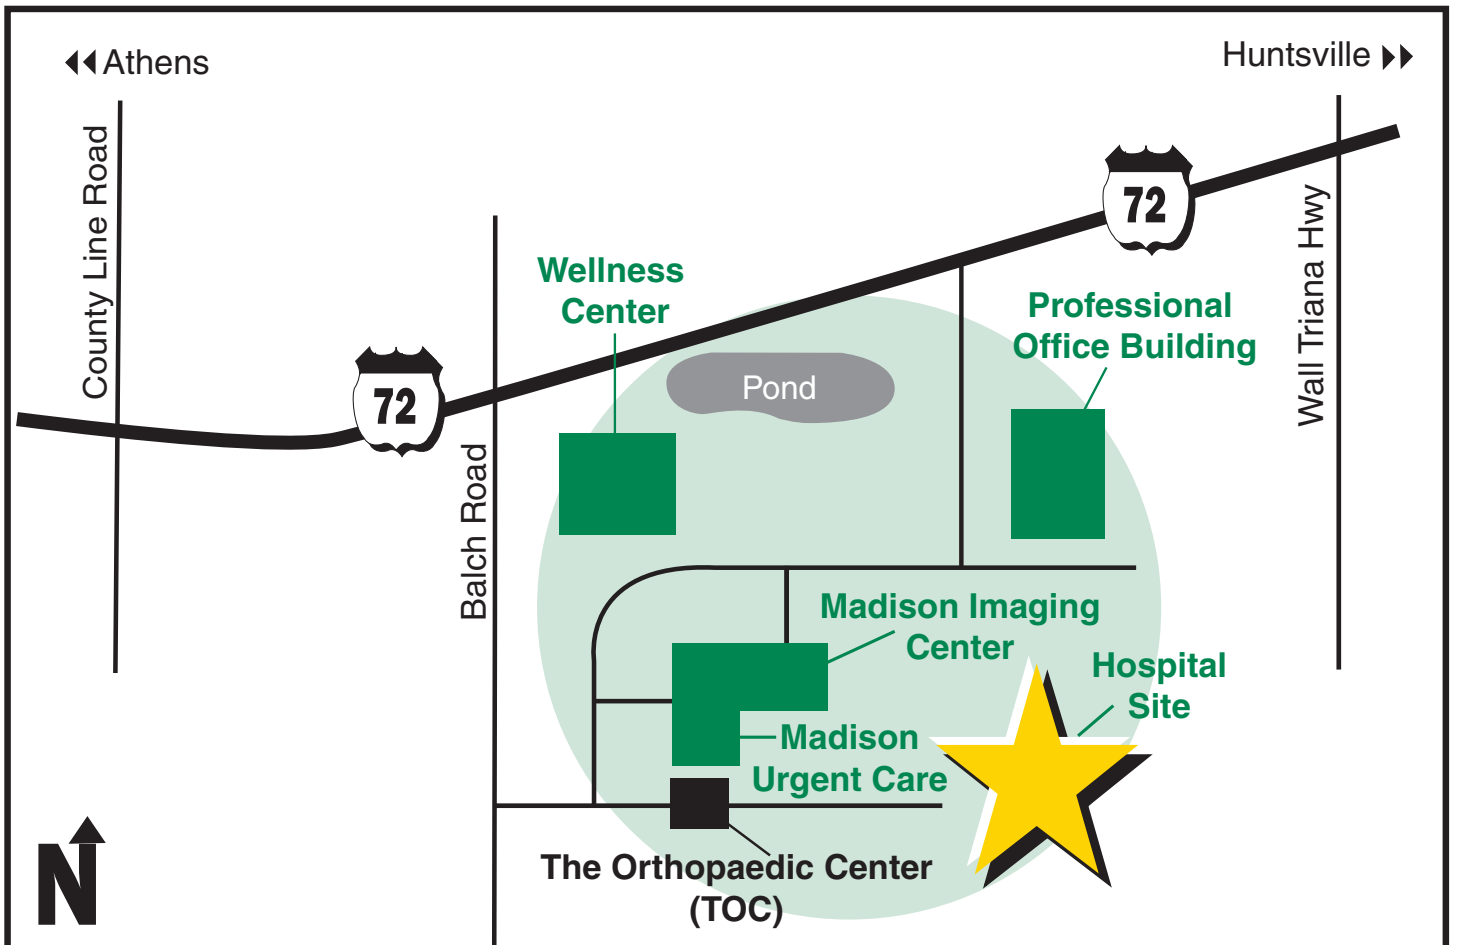 Athens
Huntsville
County Line Road
72
Wall Triana Hwy
Wellness
Center
Professional
Office Building
Pond
72
Balch Road
Madison Imaging
Center
Hospital
Site
Madison
Urgent Care
The Orthopaedic Center
(TOC)
N